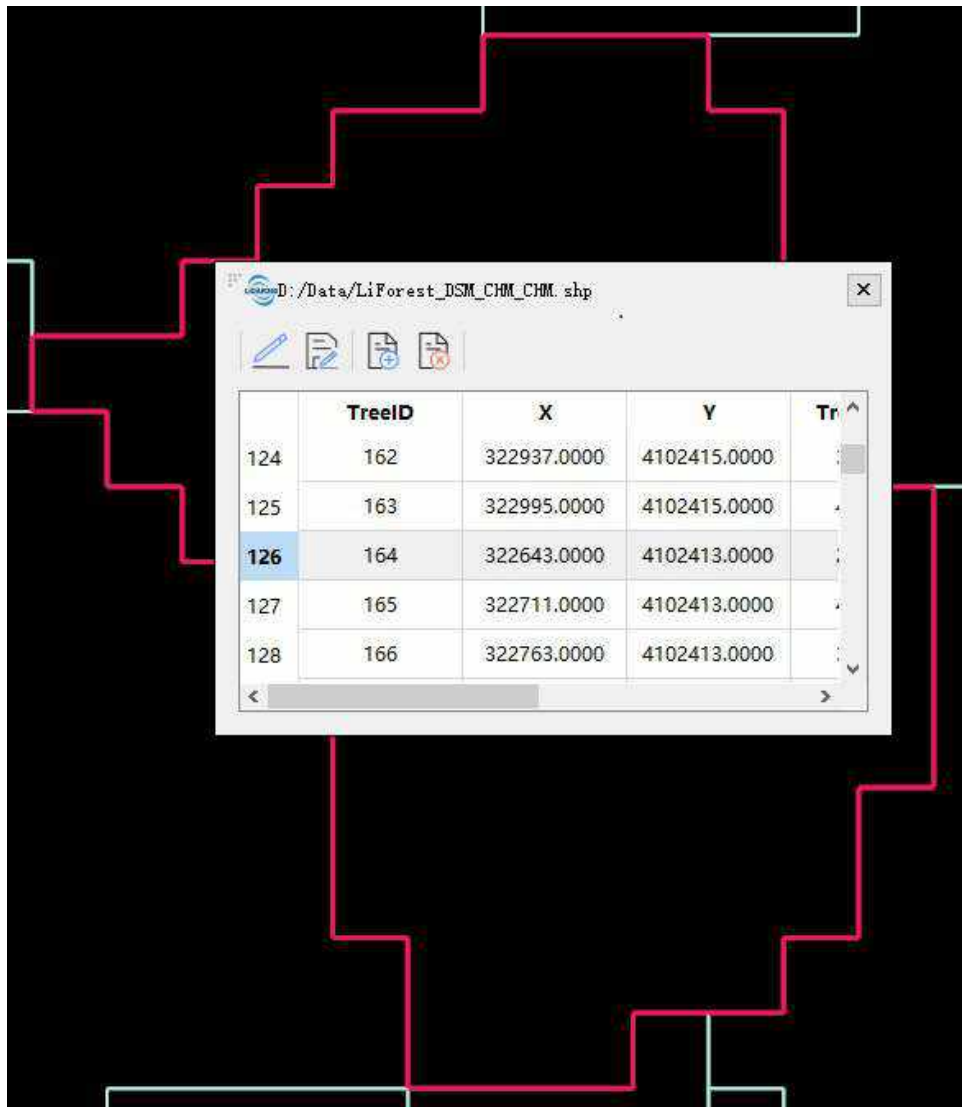 D:/Data/LiForest_DSM_CHM_CHM.shp
TreeID X Y
124 162 322937.0000 4102415.0000
125 163 322995.0000 4102415.0000
126 164 322643.0000 4102413.0000
127 165 322711.0000 4102413.0000
128 166 322763.0000 4102413.0000